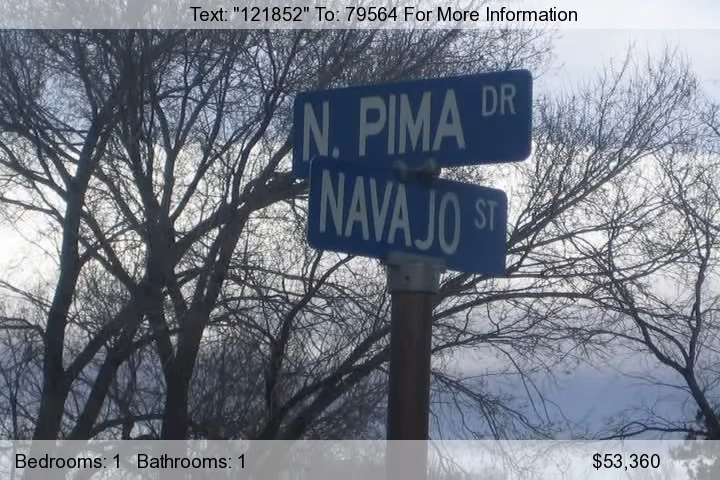 Text: "121852" To: 79564 For More Information
N. PIMA DR
NAVAJO ST
Bedrooms: 1 Bathrooms: 1 $53,360